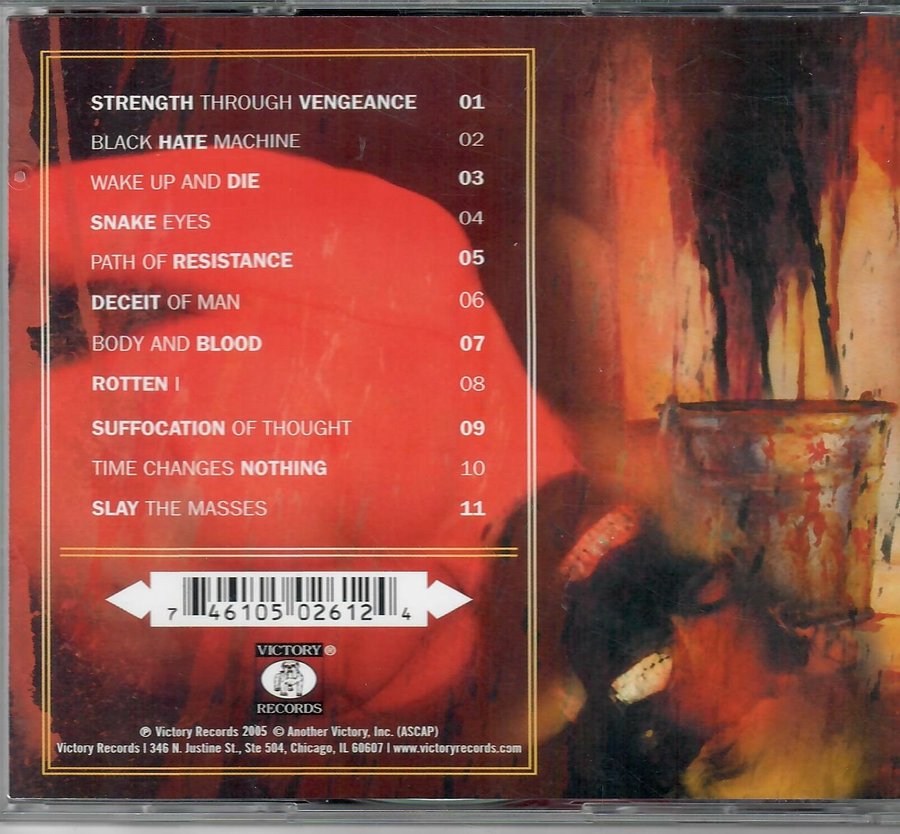 STRENGTH THROUGH VENGEANCE 01
BLACK HATE MACHINE 02
WAKE UP AND DIE 03
SNAKE EYES 04
PATH OF RESISTANCE 05
DECEIT OF MAN 06
BODY AND BLOOD 07
ROTTEN I 08
SUFFOCATION OF THOUGHT 09
TIME CHANGES NOTHING 10
SLAY THE MASSES 11
7 46105 02612 4
VICTORY ®
RECORDS
℗ Victory Records 2005 © Another Victory, Inc. (ASCAP)
Victory Records | 346 N. Justine St., Ste 504, Chicago, IL 60607 | www.victoryrecords.com